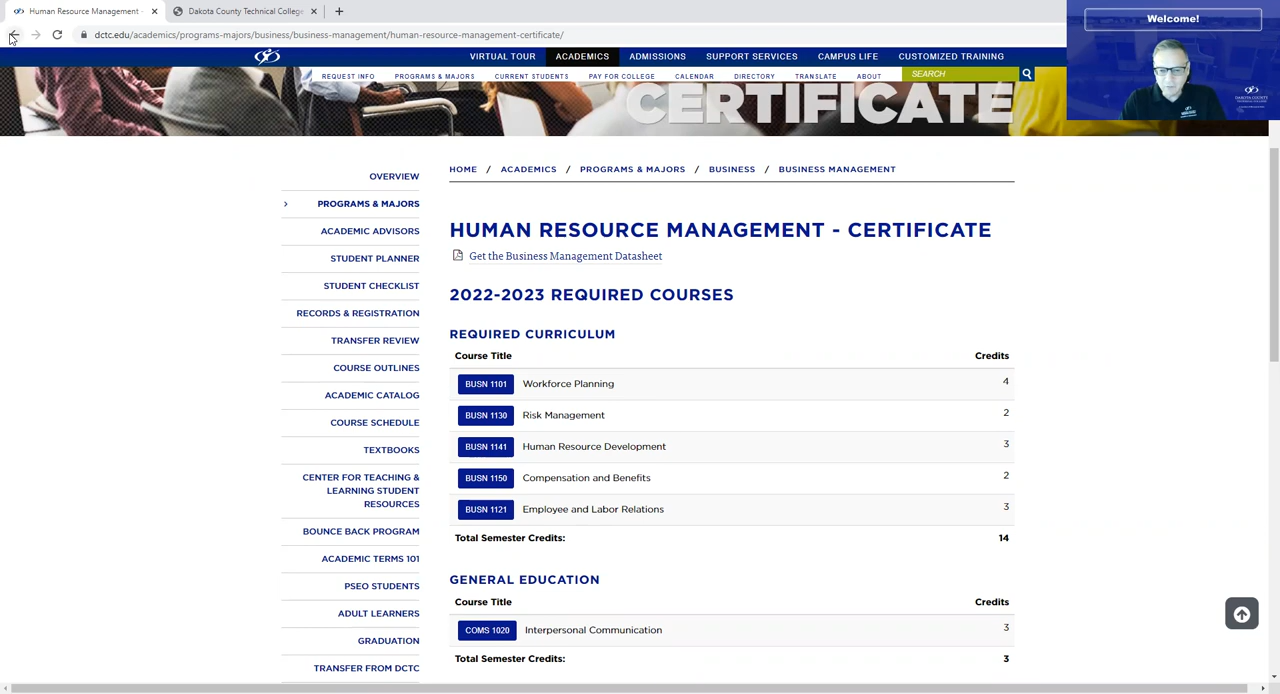 Human Resource Management -
Dakota County Technical College
dctc.edu/academics/programs-majors/business/business-management/human-resource-management-certificate/
Welcome!
VIRTUAL TOUR ACADEMICS ADMISSIONS SUPPORT SERVICES CAMPUS LIFE CUSTOMIZED TRAINING
REQUEST INFO PROGRAMS & MAJORS CURRENT STUDENTS PAY FOR COLLEGE CALENDAR DIRECTORY TRANSLATE ABOUT SEARCH
CERTIFICATE
DAKOTA COUNTY
TECHNICAL COLLEGE
HOME / ACADEMICS / PROGRAMS & MAJORS / BUSINESS / BUSINESS MANAGEMENT
OVERVIEW
PROGRAMS & MAJORS
ACADEMIC ADVISORS
STUDENT PLANNER
STUDENT CHECKLIST
RECORDS & REGISTRATION
TRANSFER REVIEW
COURSE OUTLINES
ACADEMIC CATALOG
COURSE SCHEDULE
TEXTBOOKS
CENTER FOR TEACHING &
LEARNING STUDENT
RESOURCES
BOUNCE BACK PROGRAM
ACADEMIC TERMS 101
PSEO STUDENTS
ADULT LEARNERS
GRADUATION
TRANSFER FROM DCTC
HUMAN RESOURCE MANAGEMENT - CERTIFICATE
Get the Business Management Datasheet
2022-2023 REQUIRED COURSES
REQUIRED CURRICULUM
Course Title Credits
BUSN 1101 Workforce Planning 4
BUSN 1130 Risk Management 2
BUSN 1141 Human Resource Development 3
BUSN 1150 Compensation and Benefits 2
BUSN 1121 Employee and Labor Relations 3
Total Semester Credits: 14
GENERAL EDUCATION
Course Title Credits
COMS 1020 Interpersonal Communication 3
Total Semester Credits: 3